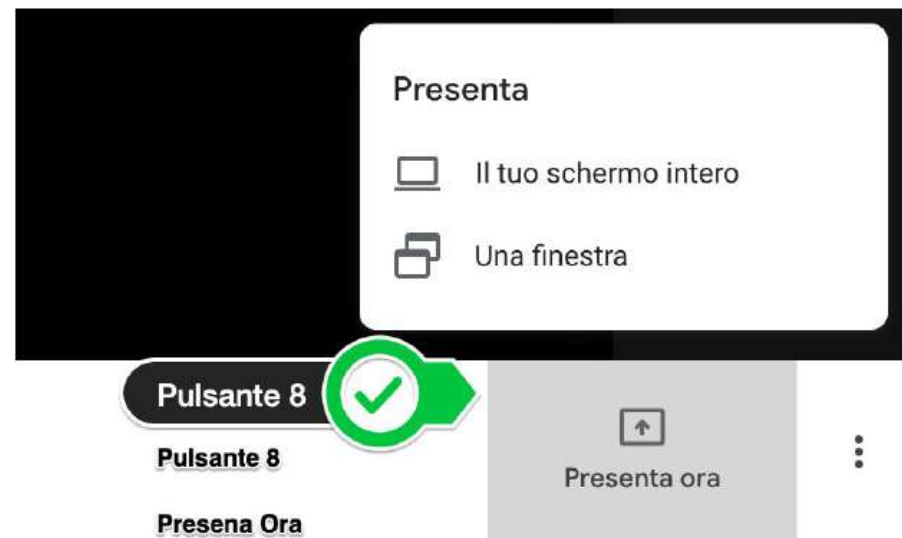 Presenta
Il tuo schermo intero
Una finestra
Pulsante 8
Pulsante 8
Presenta ora
Presena Ora